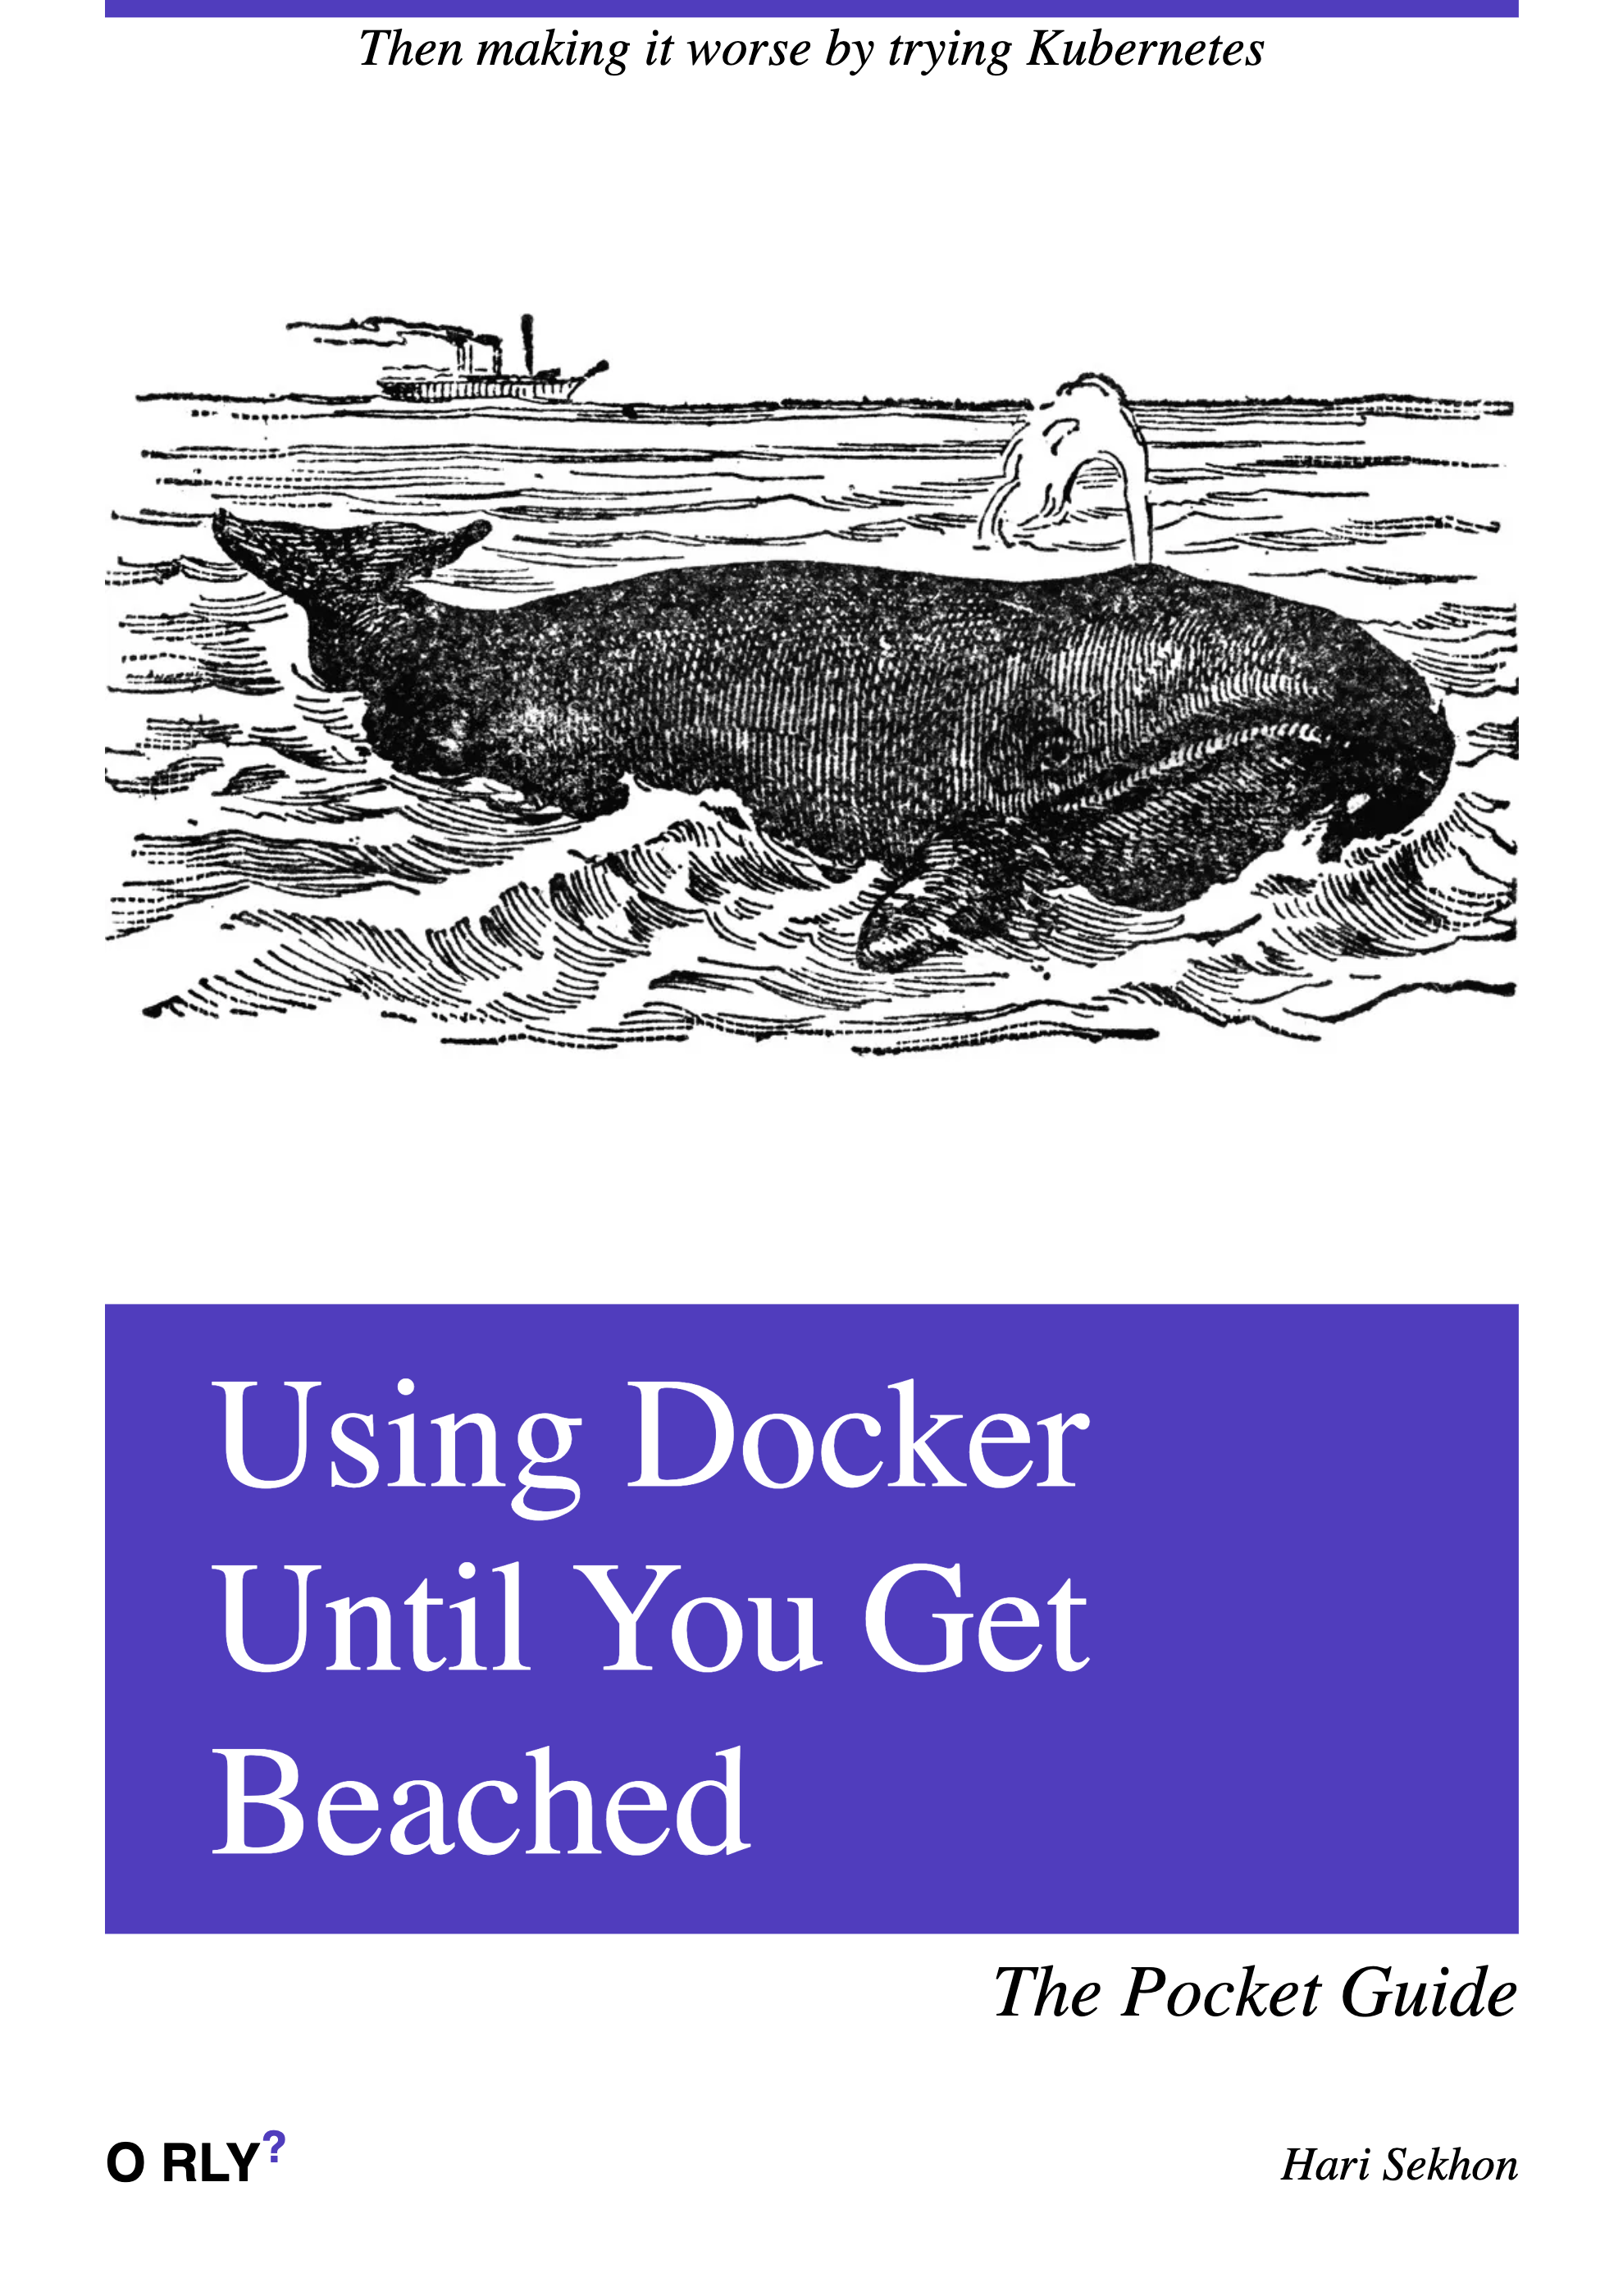 Then making it worse by trying Kubernetes
Using Docker
Until You Get
Beached
The Pocket Guide
O RLY?
Hari Sekhon